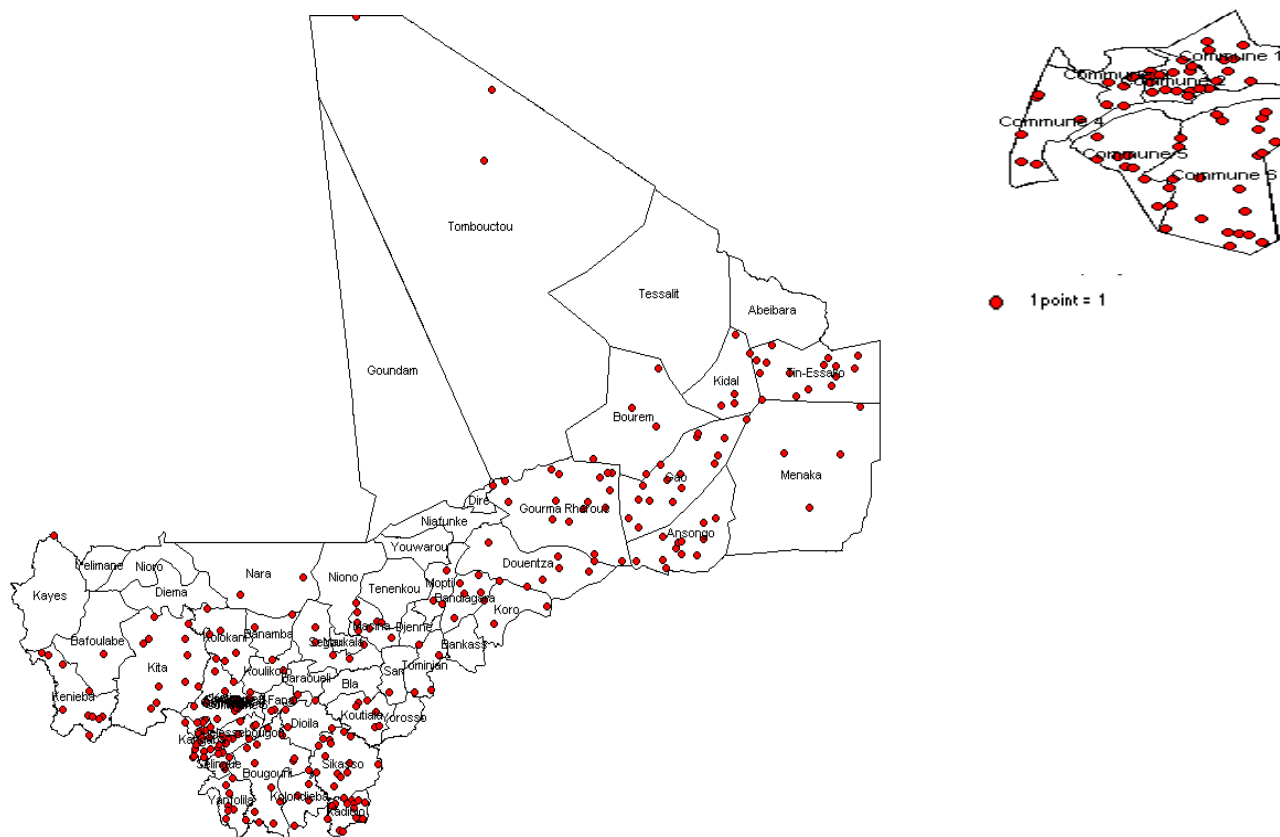 Commune 1
Commune 2
Commune 4
Commune 5
Commune 6
1 point = 1
Tombouctou
Tessalit
Abeibara
Goundam
Kidal
Tin-Essako
Bourem
Menaka
Gao
Dire
Gourma Rharous
Niafunke
Ansongo
Youwarou
Douentza
Nioro
Nara
Niono
Tenenkou
Kayes
Diema
Mopti
Bandiagara
Koro
Bafoulabe
Kolokani
Banamba
Macina
Djenne
Bankass
Kita
Koulikoro
Tominian
San
Baraoueli
Bla
Kenieba
Fana
Koutiala
Yorosso
Dioila
Selingue
Bougouni
Sikasso
Yanfolila
Kolondieba
Kadiolo